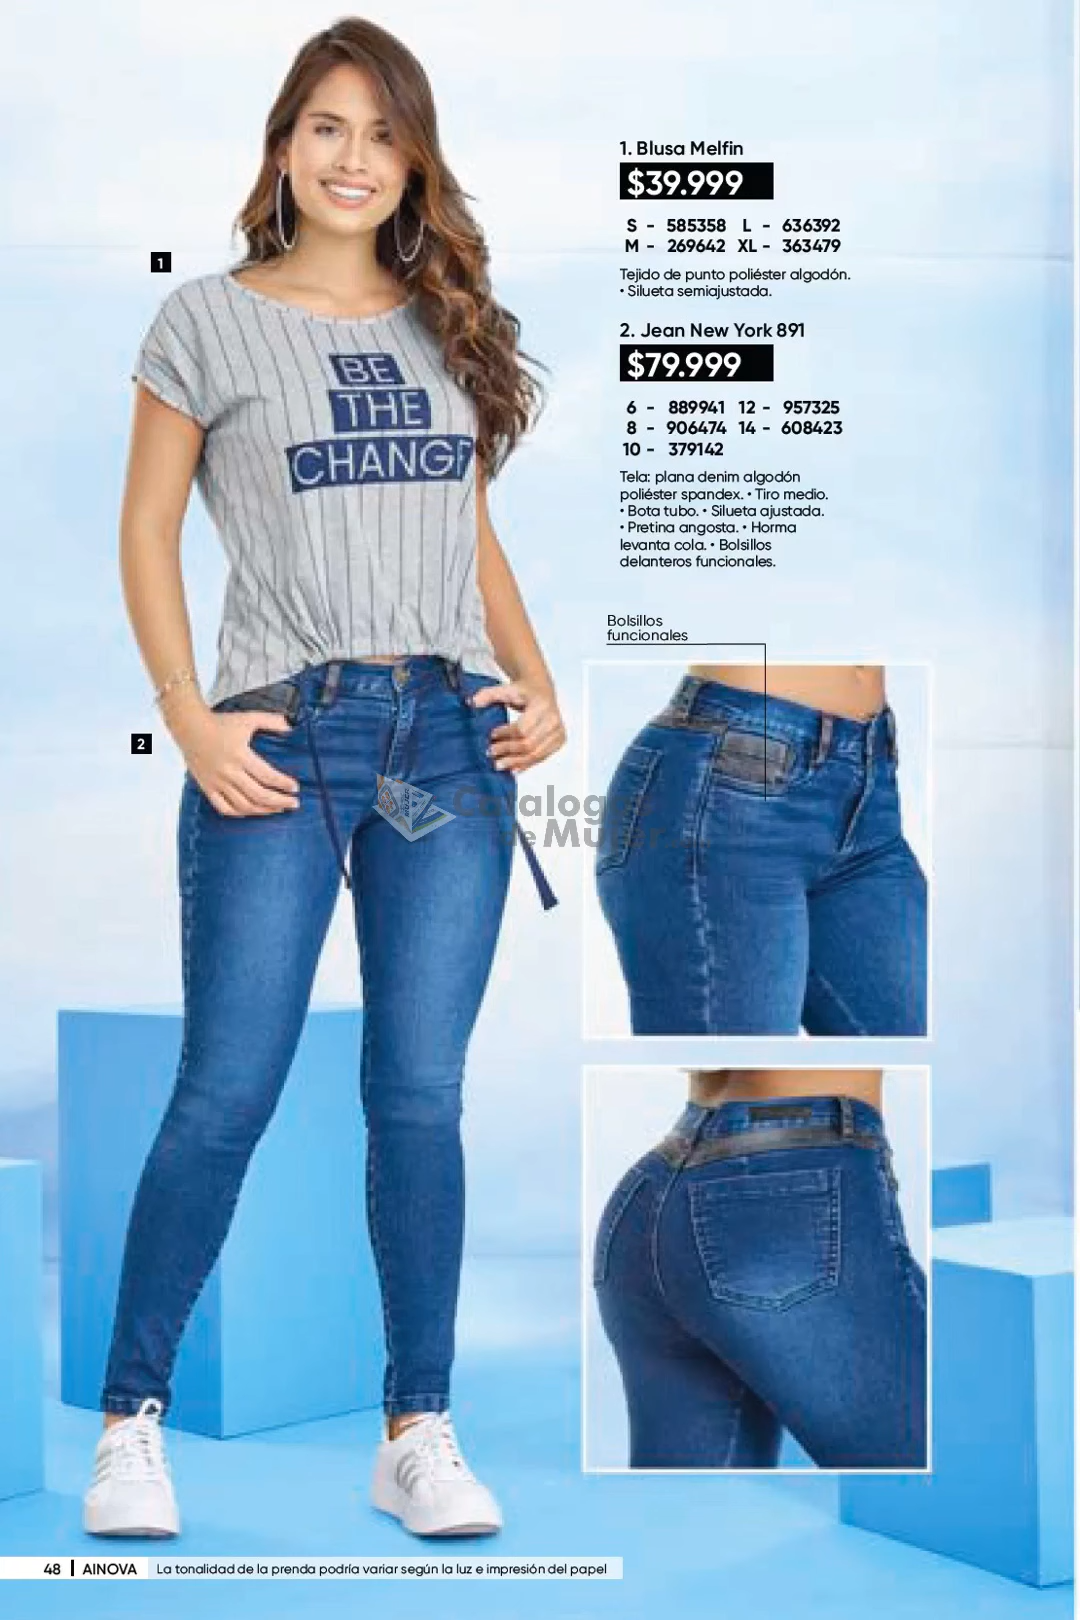 1. Blusa Melfin
$39.999
S - 585358 L - 636392
M - 269642 XL - 363479
Tejido de punto poliéster algodón.
• Silueta semiajustada.
1
BE
THE
CHANGE
2. Jean New York 891
$79.999
6 - 889941 12 - 957325
8 - 906474 14 - 608423
10 - 379142
Tela: plana denim algodón
poliéster spandex. • Tiro medio.
• Bota tubo. • Silueta ajustada.
• Pretina angosta. • Horma
levanta cola. • Bolsillos
delanteros funcionales.
Bolsillos
funcionales
2
Catalogos
de Mujer
48 | AINOVA La tonalidad de la prenda podría variar según la luz e impresión del papel